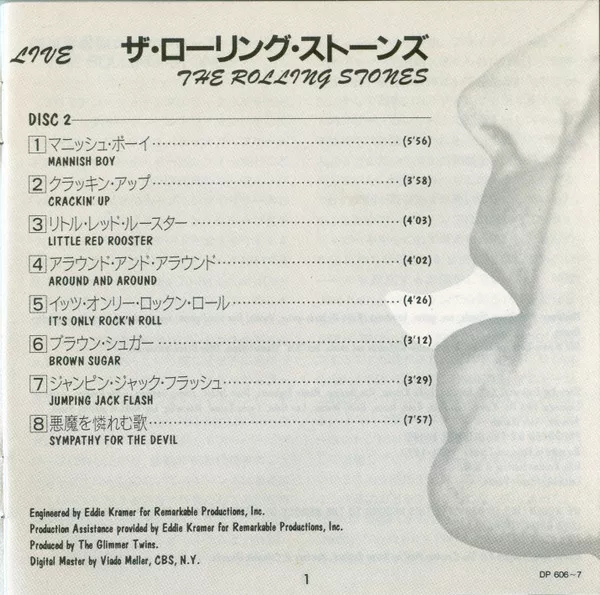 LIVE ザ・ローリング・ストーンズ
THE ROLLING STONES
DISC 2
1 マニッシュ・ボーイ (5'56)
MANNISH BOY
2 クラッキン・アップ (3'58)
CRACKIN' UP
3 リトル・レッド・ルースター (4'03)
LITTLE RED ROOSTER
4 アラウンド・アンド・アラウンド (4'02)
AROUND AND AROUND
5 イッツ・オンリー・ロックン・ロール (4'26)
IT'S ONLY ROCK'N ROLL
6 ブラウン・シュガー (3'12)
BROWN SUGAR
7 ジャンピン・ジャック・フラッシュ (3'29)
JUMPING JACK FLASH
8 悪魔を憐れむ歌 (7'57)
SYMPATHY FOR THE DEVIL
Engineered by Eddie Kramer for Remarkable Productions, Inc.
Production Assistance provided by Eddie Kramer for Remarkable Productions, Inc.
Produced by The Glimmer Twins.
Digital Master by Vlado Meller, CBS, N.Y.
1
DP 606~7